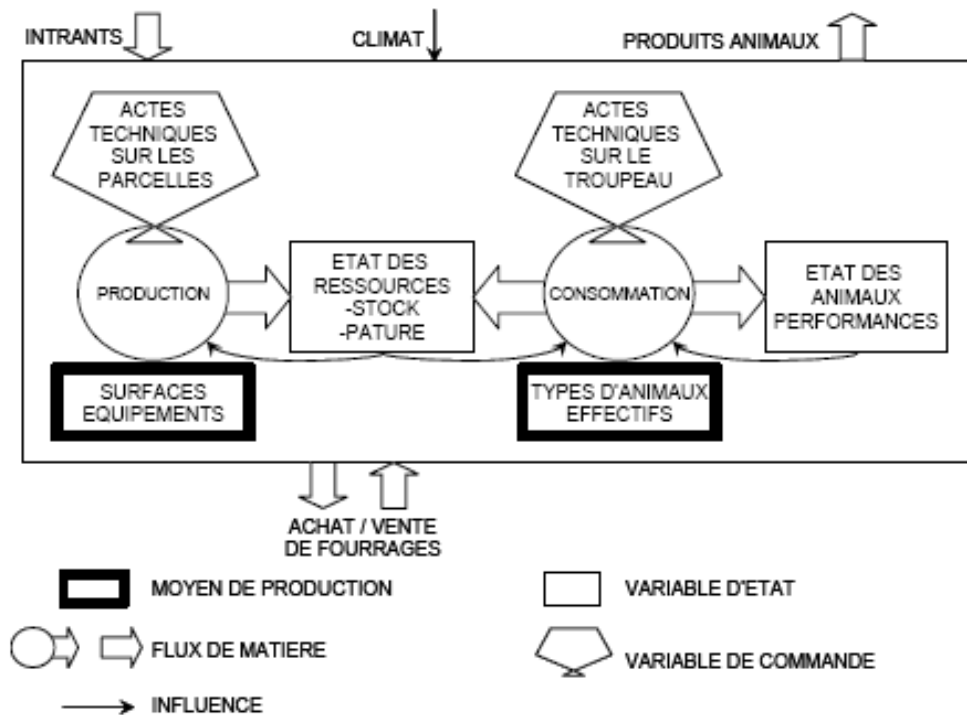 INTRANTS
CLIMAT
PRODUITS ANIMAUX
ACTES
TECHNIQUES
SUR LES
PARCELLES
ACTES
TECHNIQUES
SUR LE
TROUPEAU
PRODUCTION
ETAT DES
RESSOURCES
-STOCK
-PATURE
CONSOMMATION
ETAT DES
ANIMAUX
PERFORMANCES
SURFACES
EQUIPEMENTS
TYPES D'ANIMAUX
EFFECTIFS
ACHAT / VENTE
DE FOURRAGES
MOYEN DE PRODUCTION
VARIABLE D'ETAT
FLUX DE MATIERE
VARIABLE DE COMMANDE
INFLUENCE